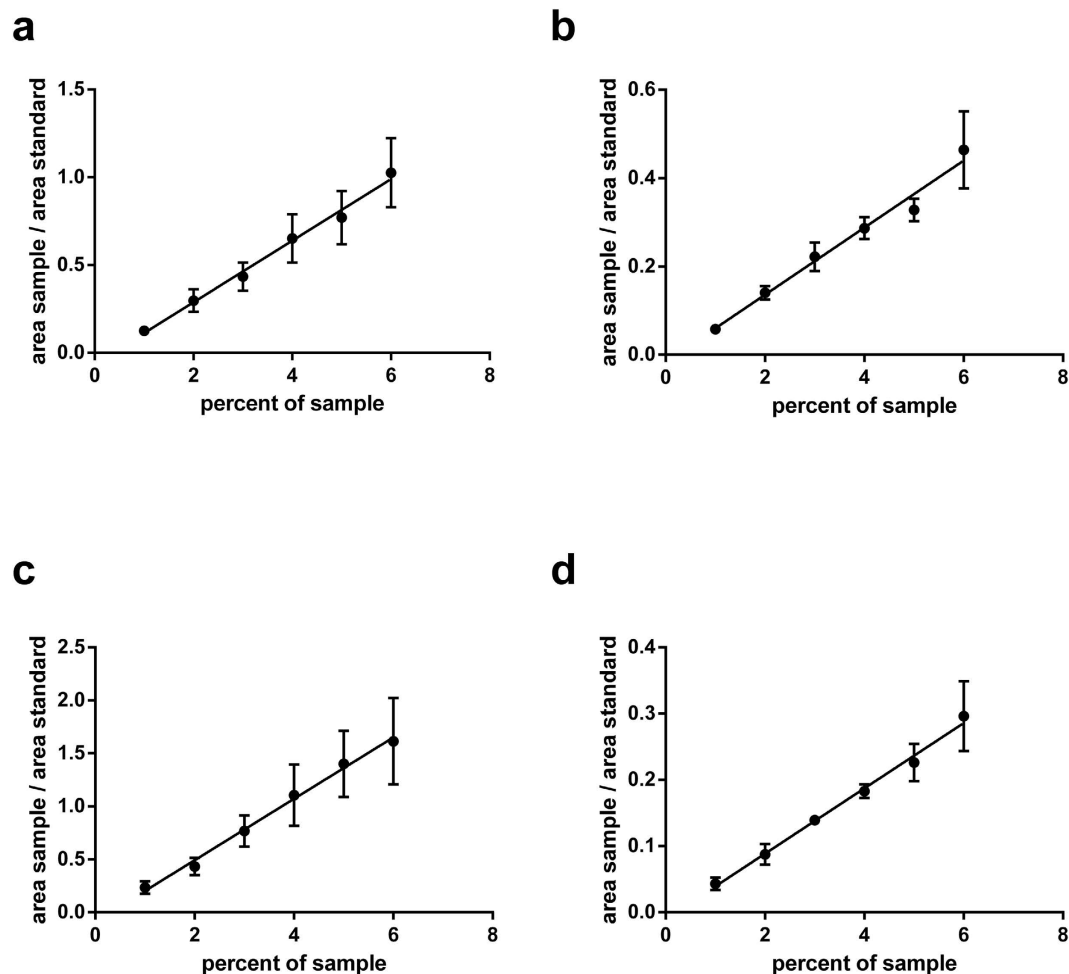 a
area sample / area standard
1.5
1.0
0.5
0.0
0 2 4 6 8
percent of sample
b
area sample / area standard
0.6
0.4
0.2
0.0
0 2 4 6 8
percent of sample
c
area sample / area standard
2.5
2.0
1.5
1.0
0.5
0.0
0 2 4 6 8
percent of sample
d
area sample / area standard
0.4
0.3
0.2
0.1
0.0
0 2 4 6 8
percent of sample